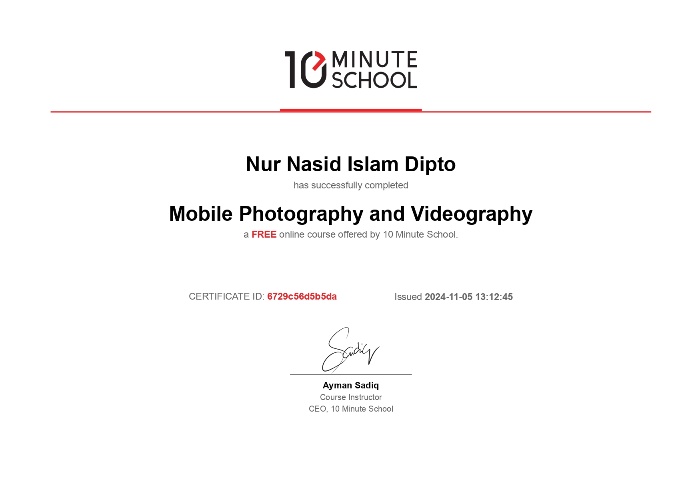 10 MINUTE
SCHOOL
Nur Nasid Islam Dipto
has successfully completed
Mobile Photography and Videography
a FREE online course offered by 10 Minute School.
CERTIFICATE ID: 6729c56d5b5da
Issued 2024-11-05 13:12:45
Sadiq
Ayman Sadiq
Course Instructor
CEO, 10 Minute School